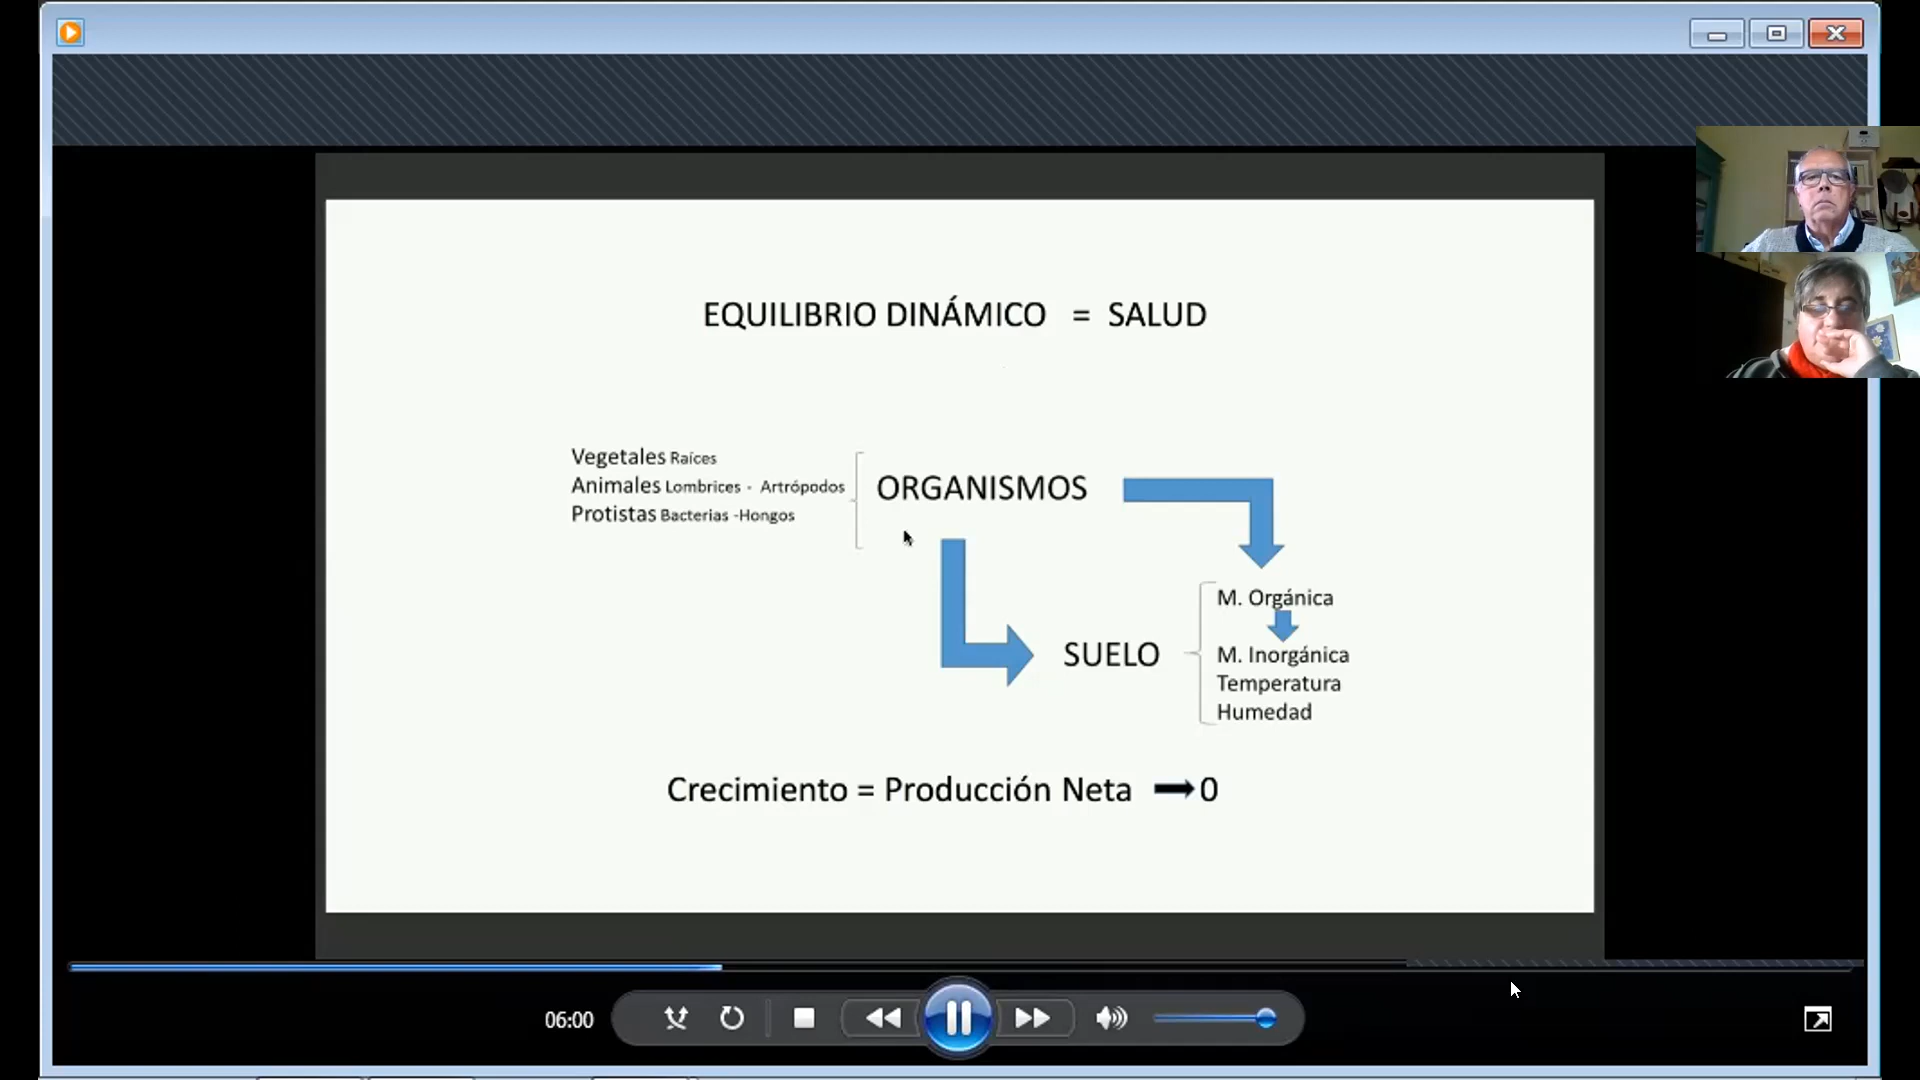 EQUILIBRIO DINÁMICO = SALUD
Vegetales Raíces
Animales Lombrices - Artrópodos
Protistas Bacterias -Hongos
ORGANISMOS
M. Orgánica
SUELO
M. Inorgánica
Temperatura
Humedad
Crecimiento = Producción Neta ➡0
06:00